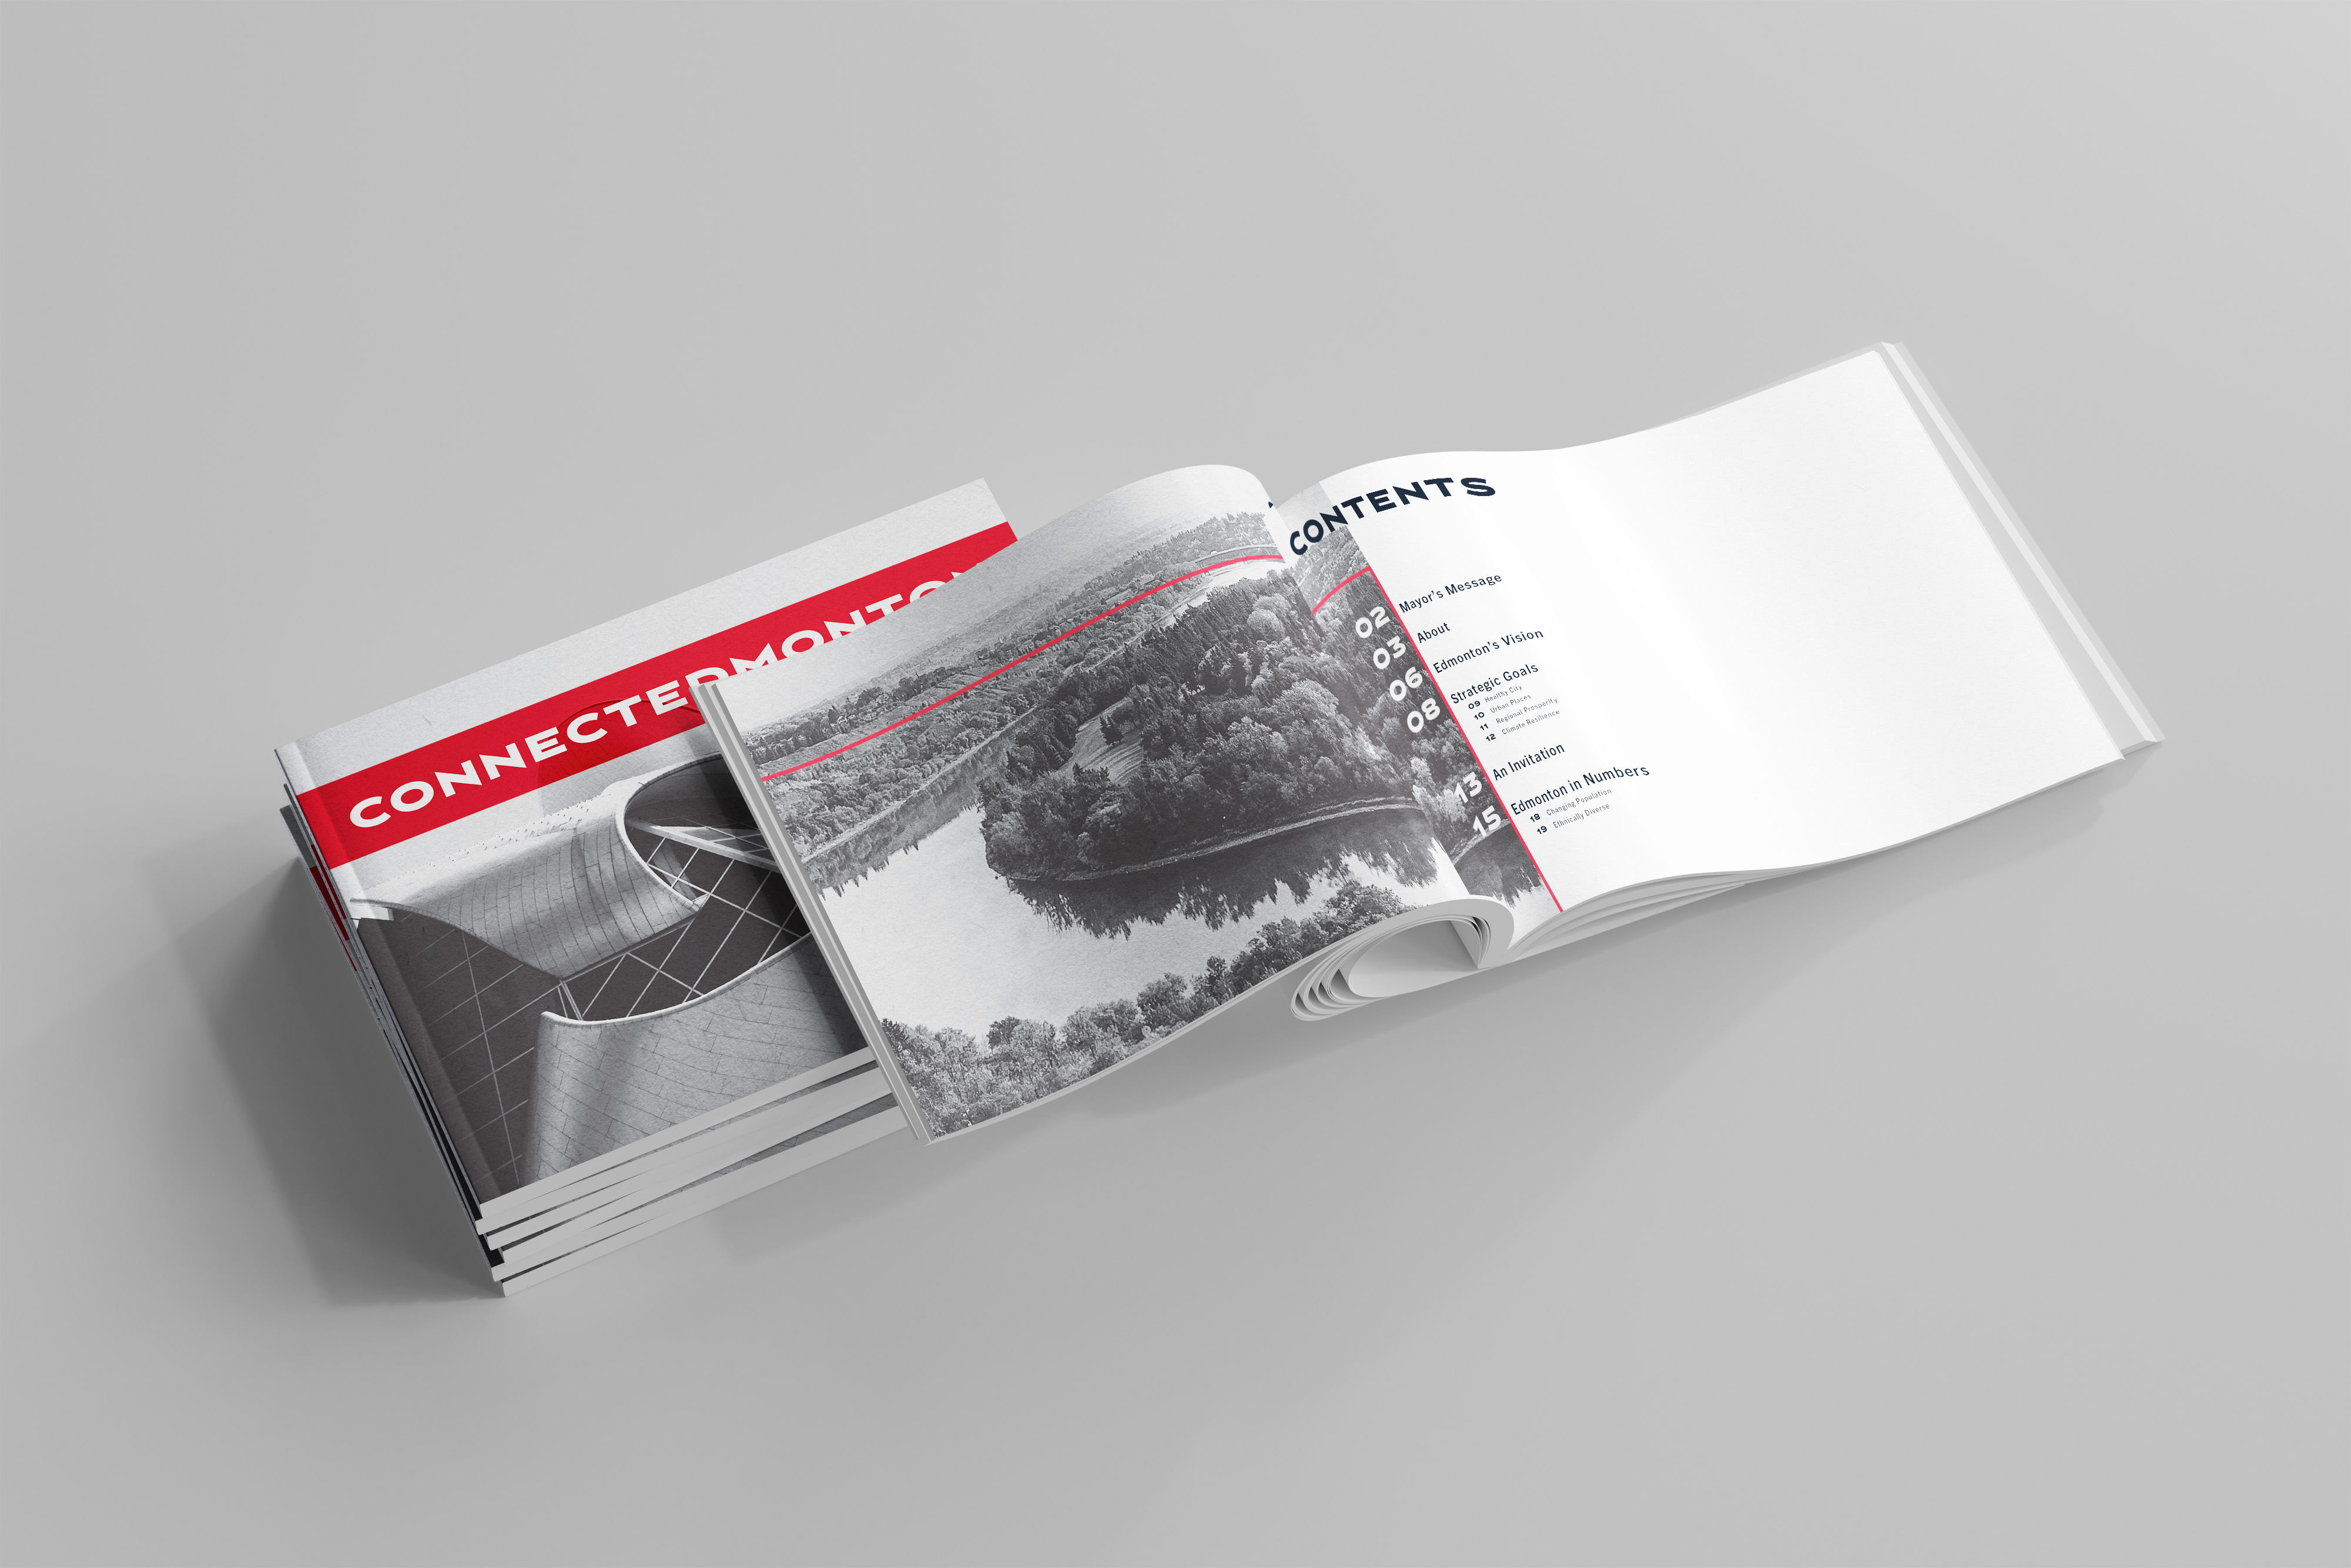 CONNECTEDMONTON
CONTENTS
02 Mayor's Message
03 About
06 Edmonton's Vision
08 Strategic Goals
09 Healthy City
10 Urban Places
11 Regional Prosperity
12 Climate Resilience
13 An Invitation
15 Edmonton in Numbers
18 Changing Population
19 Ethnically Diverse